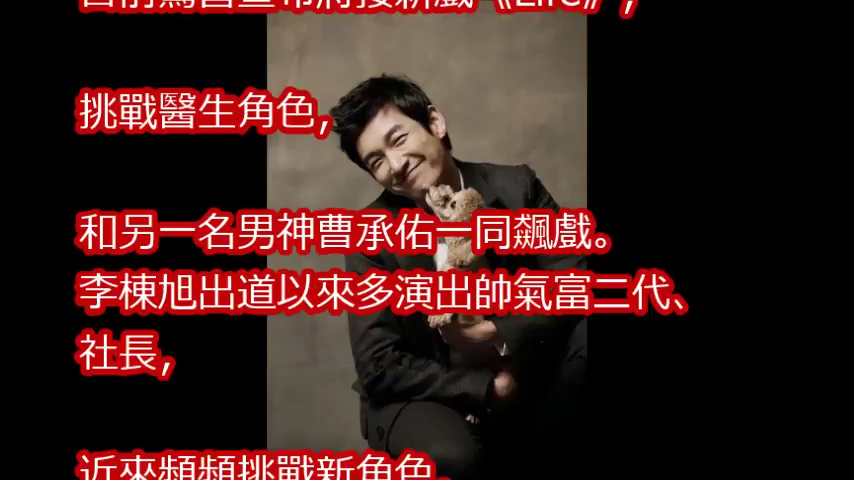 挑戰醫生角色,
和另一名男神曹承佑一同飆戲。
李棟旭出道以來多演出帥氣富二代、
社長,
近來頻頻挑戰新角色,